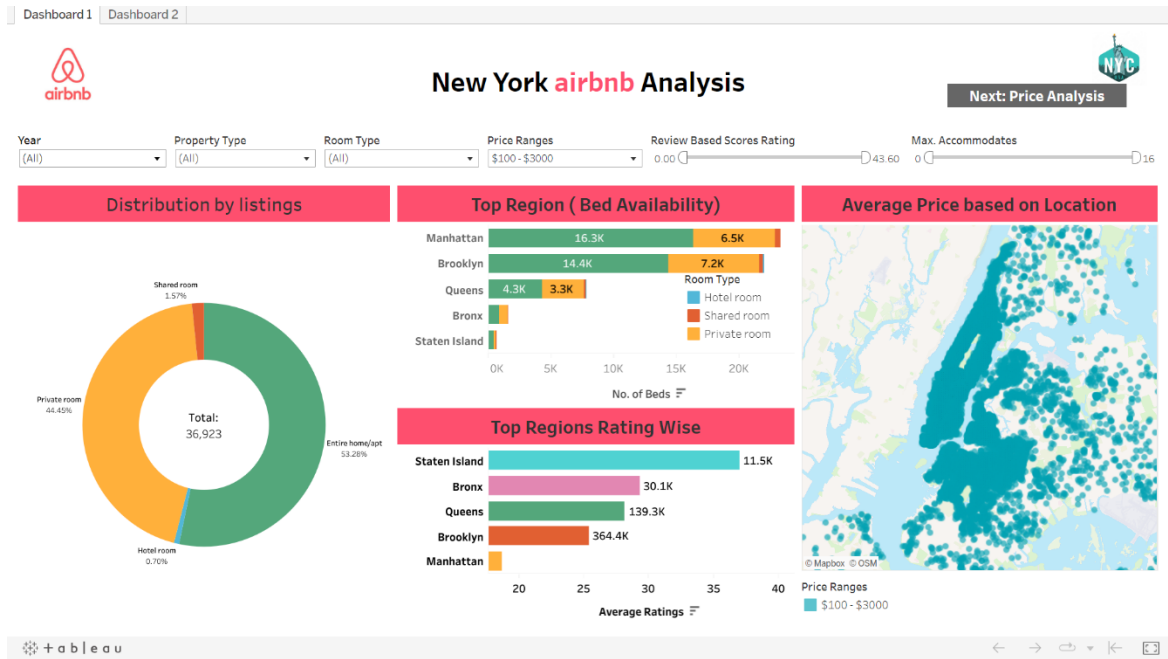 Dashboard 1 Dashboard 2
airbnb
New York airbnb Analysis
NYC
Next: Price Analysis
Year Property Type Room Type Price Ranges Review Based Scores Rating Max. Accommodates
(All) (All) (All) $100 - $3000 0.00 43.60 0 16
Distribution by listings
Shared room
1.57%
Private room
44.45%
Total:
36,923
Entire home/apt
53.28%
Hotel room
0.70%
Top Region ( Bed Availability)
Manhattan 16.3K 6.5K
Brooklyn 14.4K 7.2K
Queens 4.3K 3.3K
Bronx
Staten Island
Room Type
Hotel room
Shared room
Private room
0K 5K 10K 15K 20K
No. of Beds
Top Regions Rating Wise
Staten Island 11.5K
Bronx 30.1K
Queens 139.3K
Brooklyn 364.4K
Manhattan
20 25 30 35 40
Average Ratings
Average Price based on Location
© Mapbox © OSM
Price Ranges
$100 - $3000
+ a b l e a u